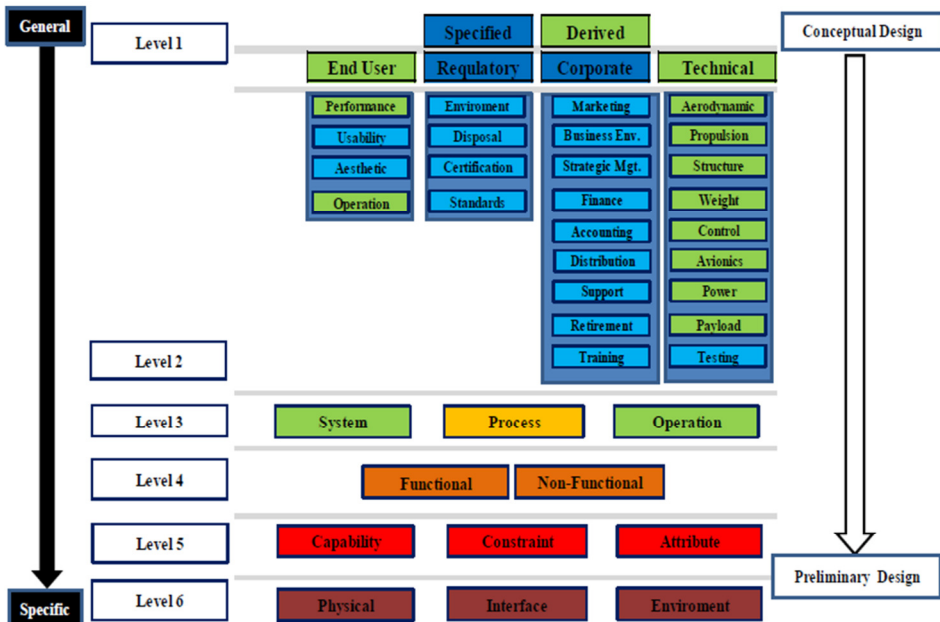 General
Level 1
Specified
Derived
Conceptual Design
End User
Requlatory
Corporate
Technical
Performance
Enviroment
Marketing
Aerodynamic
Usability
Disposal
Business Env.
Propulsion
Aesthetic
Certification
Strategic Mgt.
Structure
Operation
Standards
Finance
Weight
Accounting
Control
Distribution
Avionics
Support
Power
Retirement
Payload
Level 2
Training
Testing
Level 3
System
Process
Operation
Level 4
Functional
Non-Functional
Level 5
Capability
Constraint
Attribute
Preliminary Design
Specific
Level 6
Physical
Interface
Enviroment